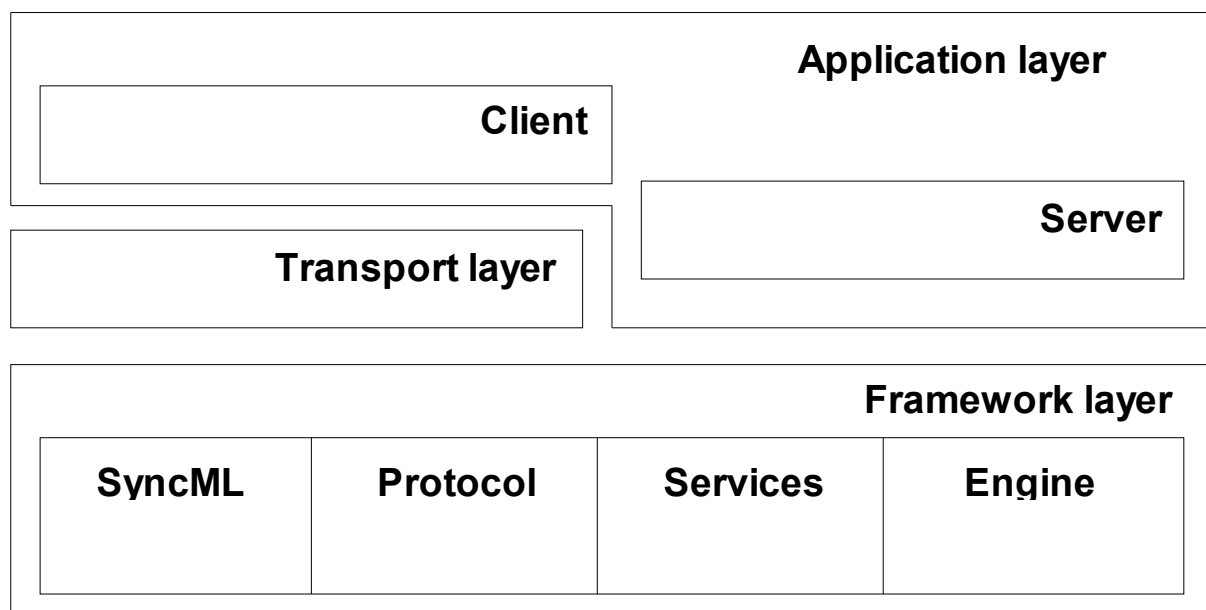 Application layer
Client
Server
Transport layer
Framework layer
SyncML Protocol Services Engine